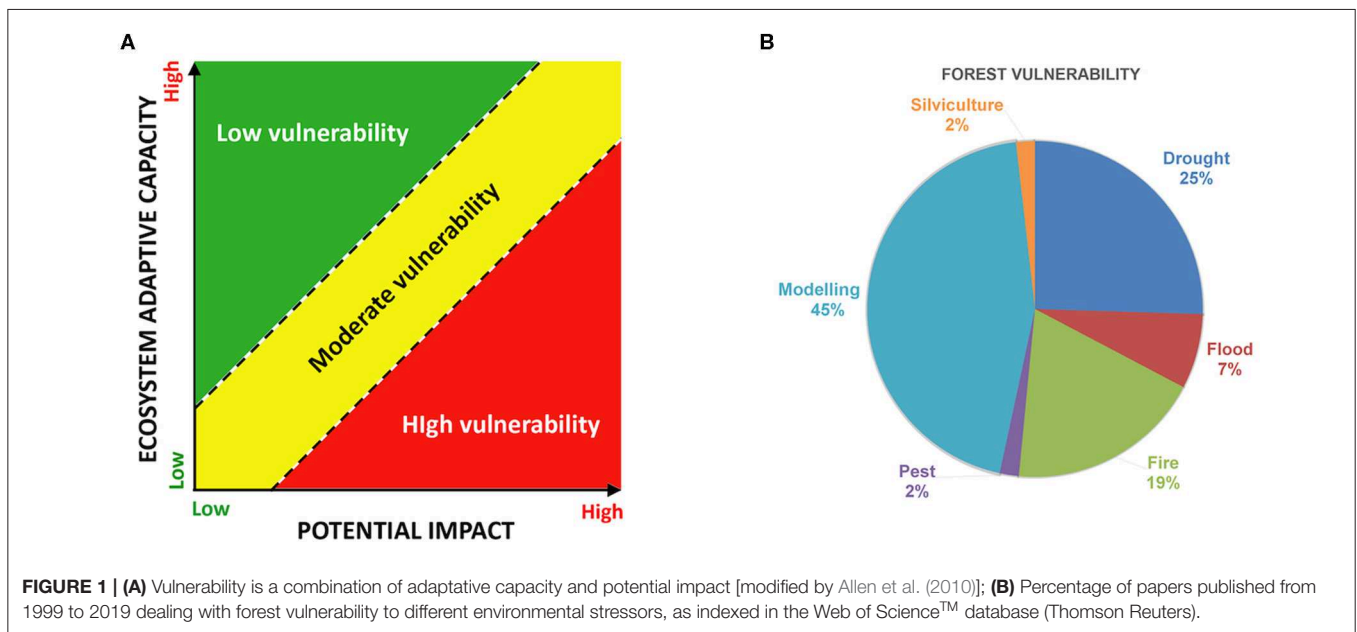 A
ECOSYSTEM ADAPTIVE CAPACITY
High
Low
Low vulnerability
Moderate vulnerability
HIgh vulnerability
Low
High
POTENTIAL IMPACT
B
FOREST VULNERABILITY
Silviculture
2%
Drought
25%
Modelling
45%
Flood
7%
Pest
2%
Fire
19%
FIGURE 1 | (A) Vulnerability is a combination of adaptative capacity and potential impact [modified by Allen et al. (2010)]; (B) Percentage of papers published from
1999 to 2019 dealing with forest vulnerability to different environmental stressors, as indexed in the Web of Science™ database (Thomson Reuters).